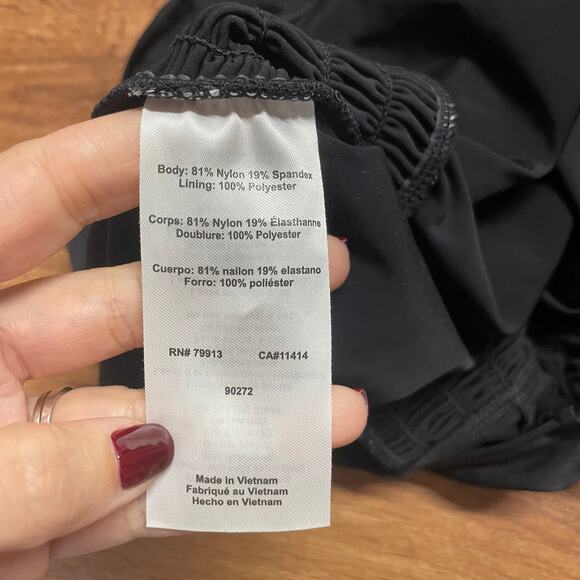 Body: 81% Nylon 19% Spandex
Lining: 100% Polyester
Corps: 81% Nylon 19% Élasthanne
Doublure: 100% Polyester
Cuerpo: 81% nailon 19% elastano
Forro: 100% poliéster
RN# 79913 CA#11414
90272
Made in Vietnam
Fabriqué au Vietnam
Hecho en Vietnam